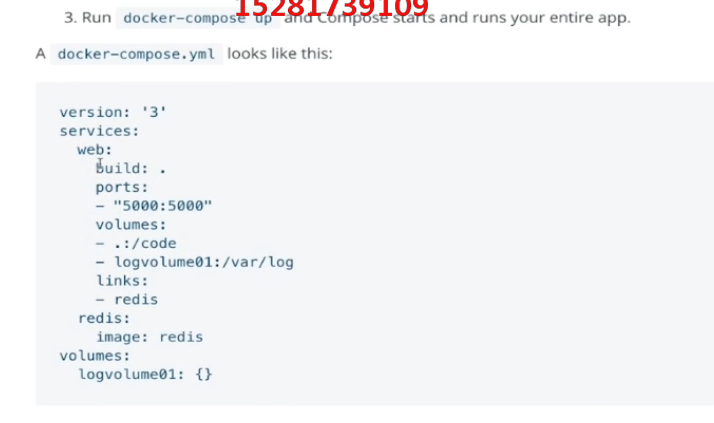 15281739109
3. Run docker-compose up and Compose starts and runs your entire app.
A docker-compose.yml looks like this:
version: '3'
services:
  web:
    build: .
    ports:
    - "5000:5000"
    volumes:
    - .:/code
    - logvolume01:/var/log
    links:
    - redis
  redis:
    image: redis
volumes:
  logvolume01: {}